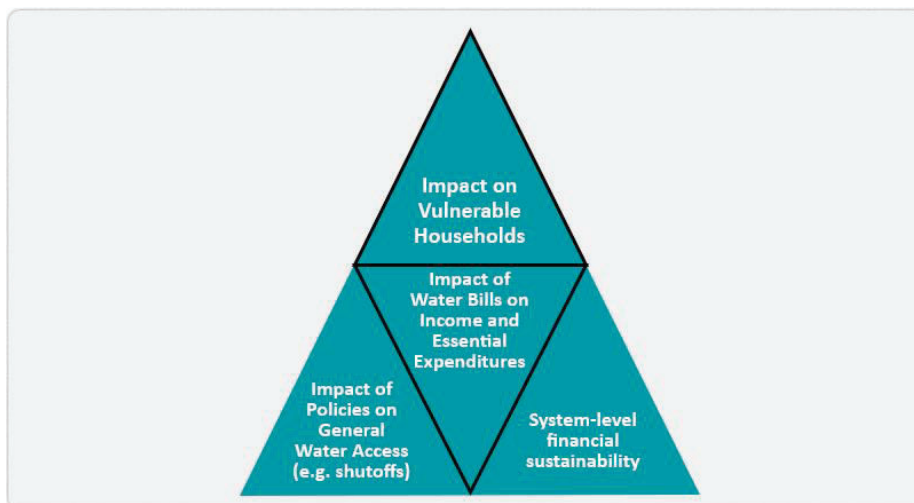 Impact on
Vulnerable
Households
Impact of
Water Bills on
Income and
Essential
Expenditures
Impact of
Policies on
General
Water Access
(e.g. shutoffs)
System-level
financial
sustainability